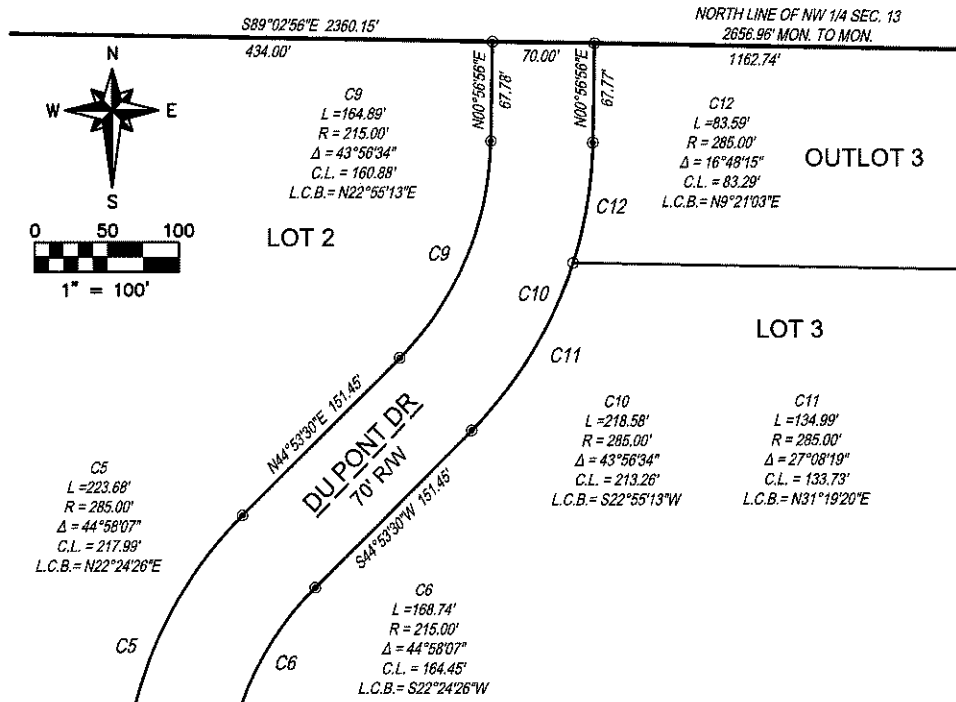 S89°02'56"E 2360.15'
434.00'
NORTH LINE OF NW 1/4 SEC. 13
2656.96' MON. TO MON.
70.00'
1162.74'
N
W E
S
0 50 100
1" = 100'
C9
L =164.89'
R = 215.00'
Δ = 43°56'34"
C.L. = 160.88'
L.C.B.= N22°55'13"E
N00°56'56"E
67.78'
N00°56'56"E
67.77'
C12
L =83.59'
R = 285.00'
Δ = 16°48'15"
C.L. = 83.29'
L.C.B.= N9°21'03"E
OUTLOT 3
LOT 2
C9
C12
C10
C11
LOT 3
N44°53'30"E 151.45'
DU PONT DR
70' R/W
S44°53'30"W 151.45'
C10
L =218.58'
R = 285.00'
Δ = 43°56'34"
C.L. = 213.26'
L.C.B.= S22°55'13"W
C11
L =134.99'
R = 285.00'
Δ = 27°08'19"
C.L. = 133.73'
L.C.B.= N31°19'20"E
C5
L =223.68'
R = 285.00'
Δ = 44°58'07"
C.L. = 217.99'
L.C.B.= N22°24'26"E
C5
C6
C6
L =168.74'
R = 215.00'
Δ = 44°58'07"
C.L. = 164.45'
L.C.B.= S22°24'26"W